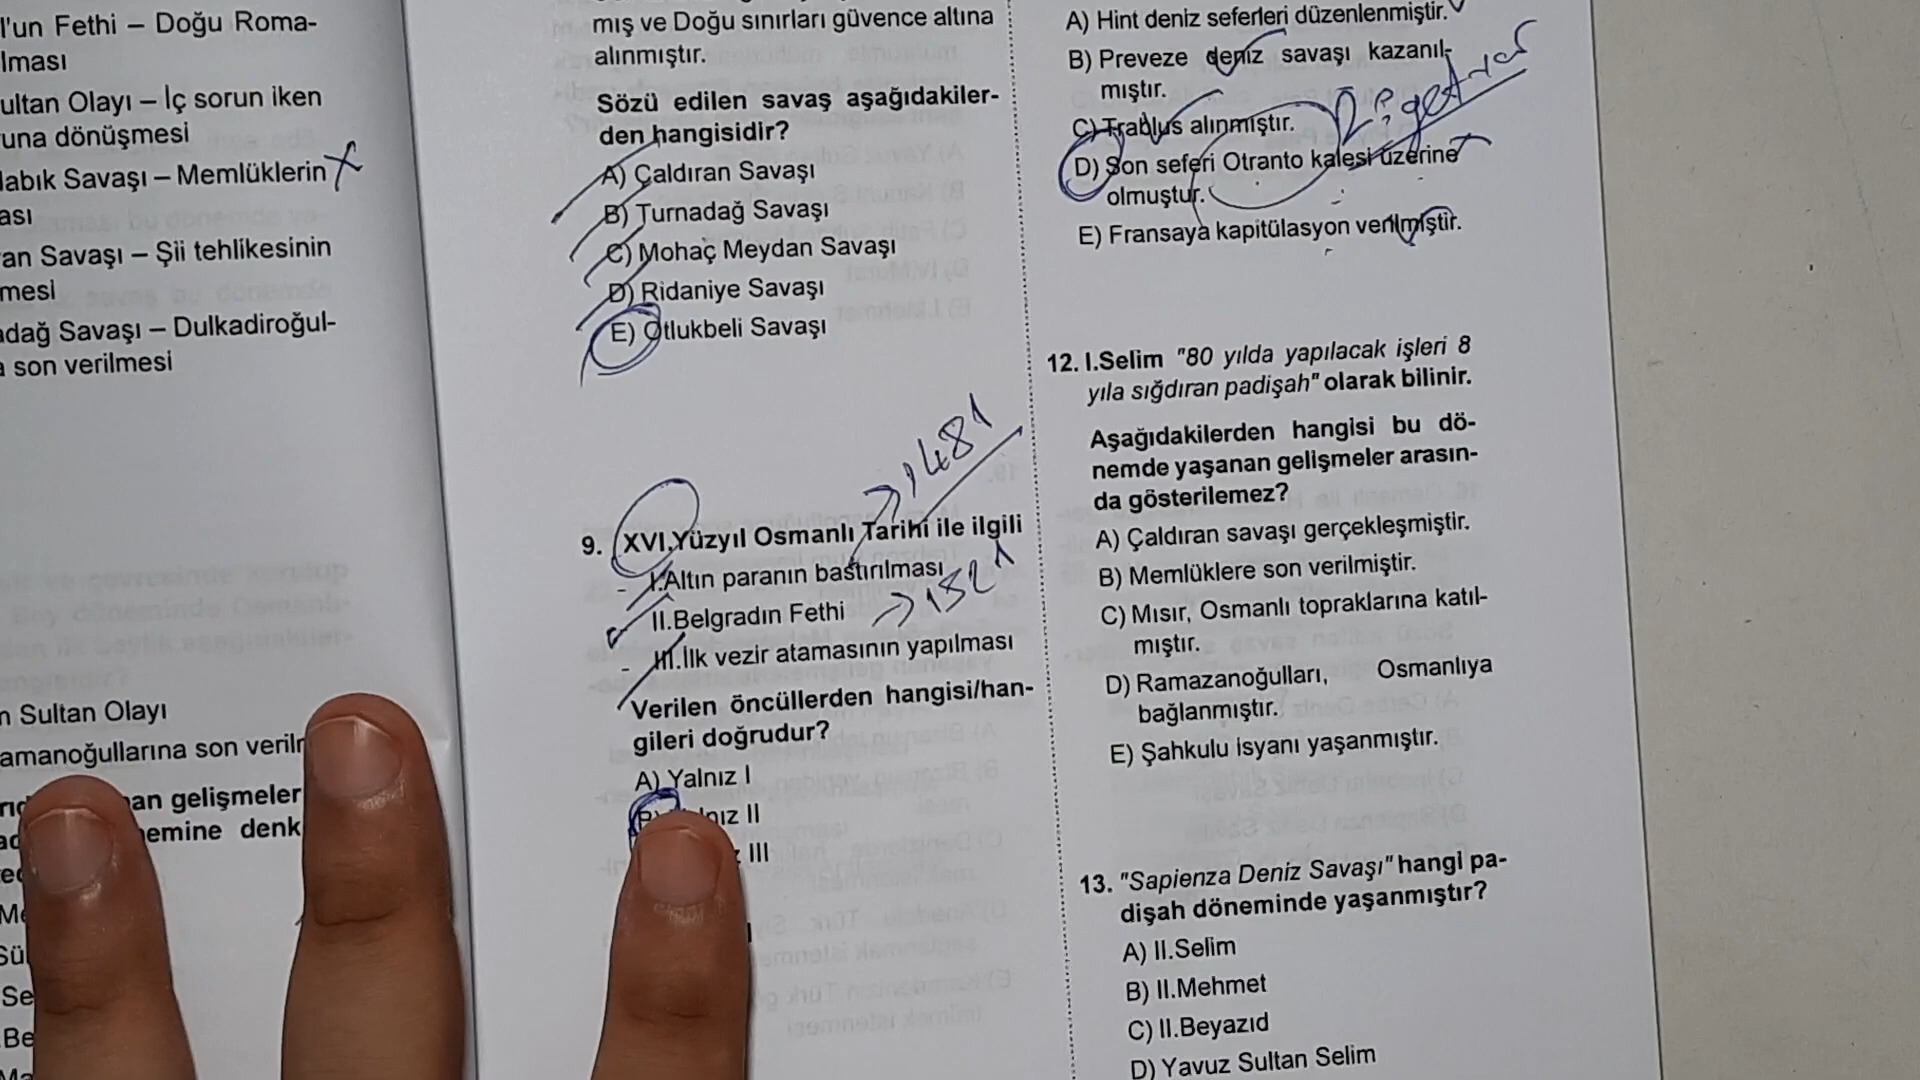 l'un Fethi – Doğu Roma-
lması
ultan Olayı – İç sorun iken
una dönüşmesi
labık Savaşı – Memlüklerin
ası
an Savaşı – Şii tehlikesinin
mesi
adağ Savaşı – Dulkadiroğul-
a son verilmesi
n Sultan Olayı
amanoğullarına son veril
an gelişmeler
emine denk
Se
Be
mış ve Doğu sınırları güvence altına
alınmıştır.
Sözü edilen savaş aşağıdakiler-
den hangisidir?
A) Çaldıran Savaşı
B) Turnadağ Savaşı
C) Mohaç Meydan Savaşı
D) Ridaniye Savaşı
E) Otlukbeli Savaşı
1481
9. XVI.Yüzyıl Osmanlı Tarihi ile ilgili
I.Altın paranın bastırılması
II.Belgradın Fethi
1521
III.İlk vezir atamasının yapılması
Verilen öncüllerden hangisi/han-
gileri doğrudur?
A) Yalnız I
B) nız II
III
A) Hint deniz seferleri düzenlenmiştir.
B) Preveze deniz savaşı kazanıl-
mıştır.
C) Trablus alınmıştır.
Zigetvar
D) Son seferi Otranto kalesi üzerine
olmuştur.
E) Fransaya kapitülasyon verilmiştir.
12. I.Selim "80 yılda yapılacak işleri 8
yıla sığdıran padişah" olarak bilinir.
Aşağıdakilerden hangisi bu dö-
nemde yaşanan gelişmeler arasın-
da gösterilemez?
A) Çaldıran savaşı gerçekleşmiştir.
B) Memlüklere son verilmiştir.
C) Mısır, Osmanlı topraklarına katıl-
mıştır.
D) Ramazanoğulları, Osmanlıya
bağlanmıştır.
E) Şahkulu isyanı yaşanmıştır.
13. "Sapienza Deniz Savaşı" hangi pa-
dişah döneminde yaşanmıştır?
A) II.Selim
B) II.Mehmet
C) II.Beyazıd
D) Yavuz Sultan Selim